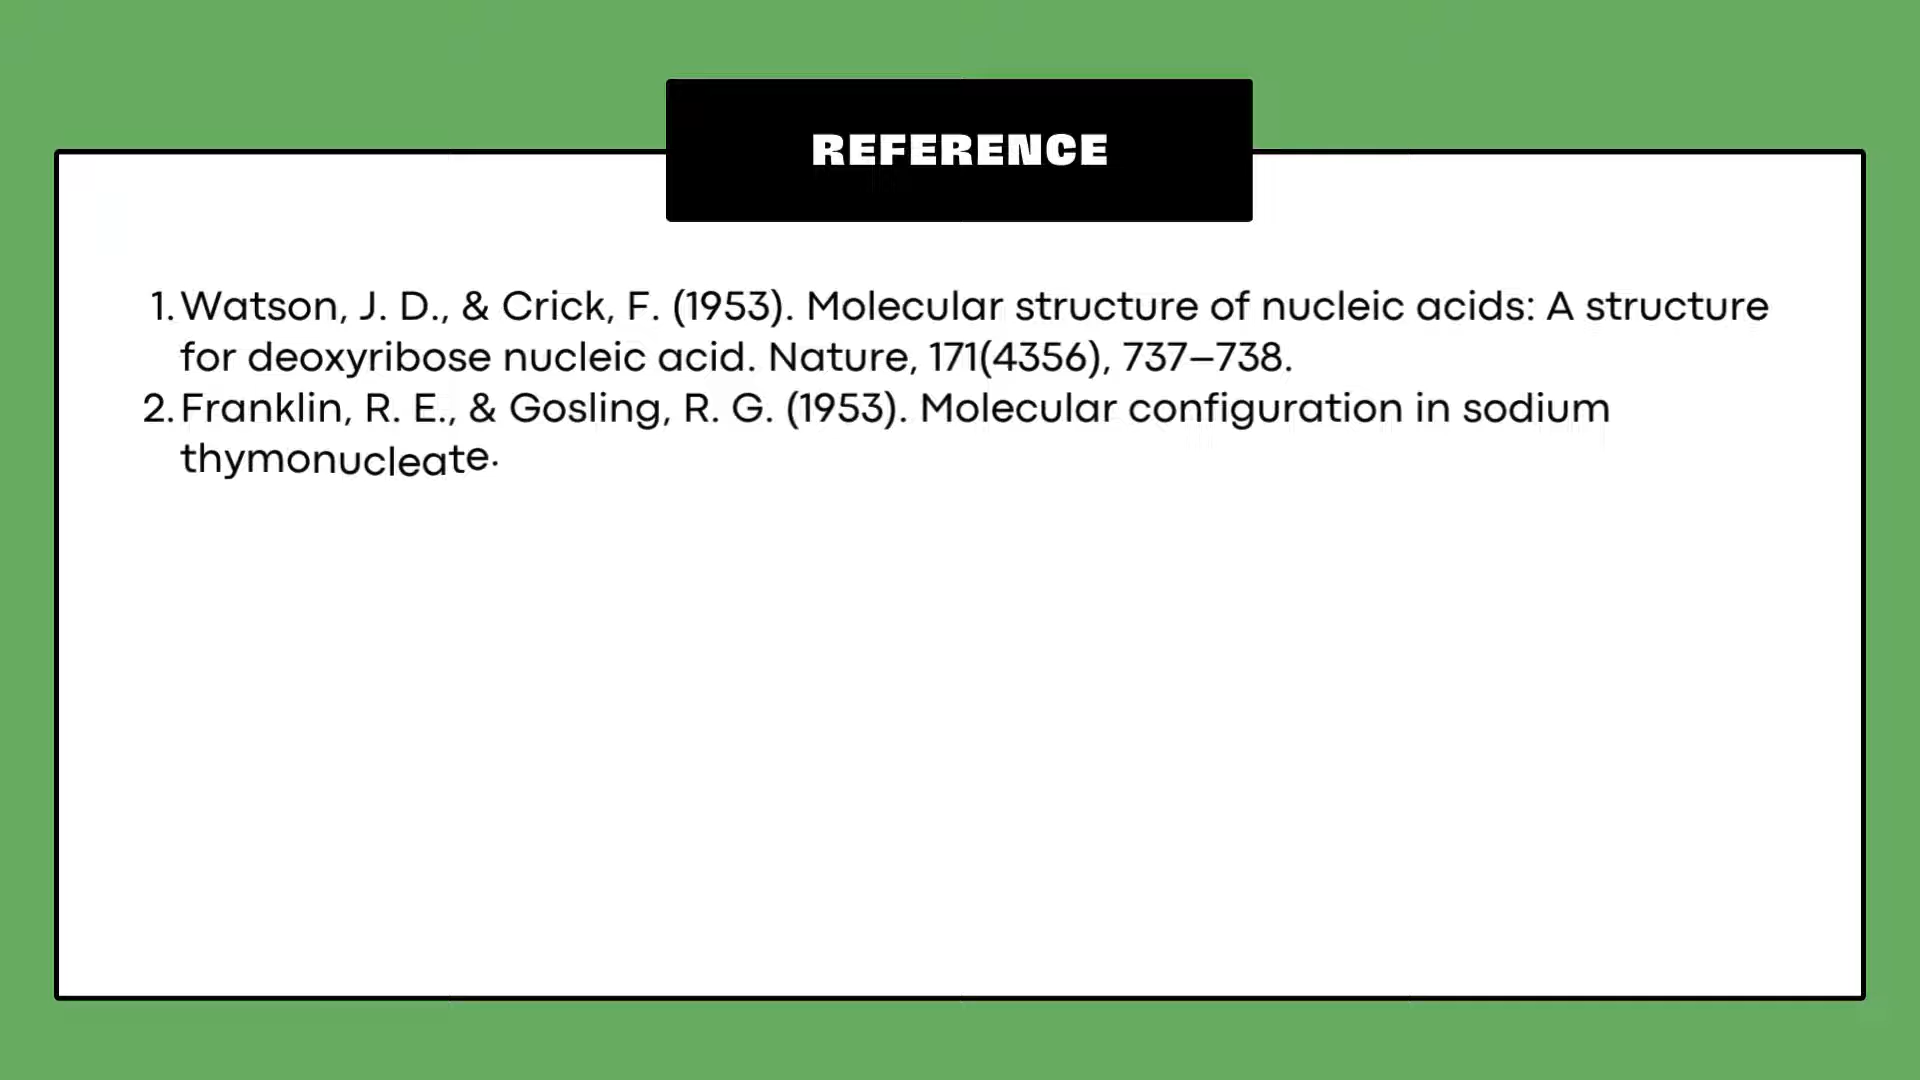 REFERENCE
1. Watson, J. D., & Crick, F. (1953). Molecular structure of nucleic acids: A structure
for deoxyribose nucleic acid. Nature, 171(4356), 737–738.
2. Franklin, R. E., & Gosling, R. G. (1953). Molecular configuration in sodium
thymonucleate.